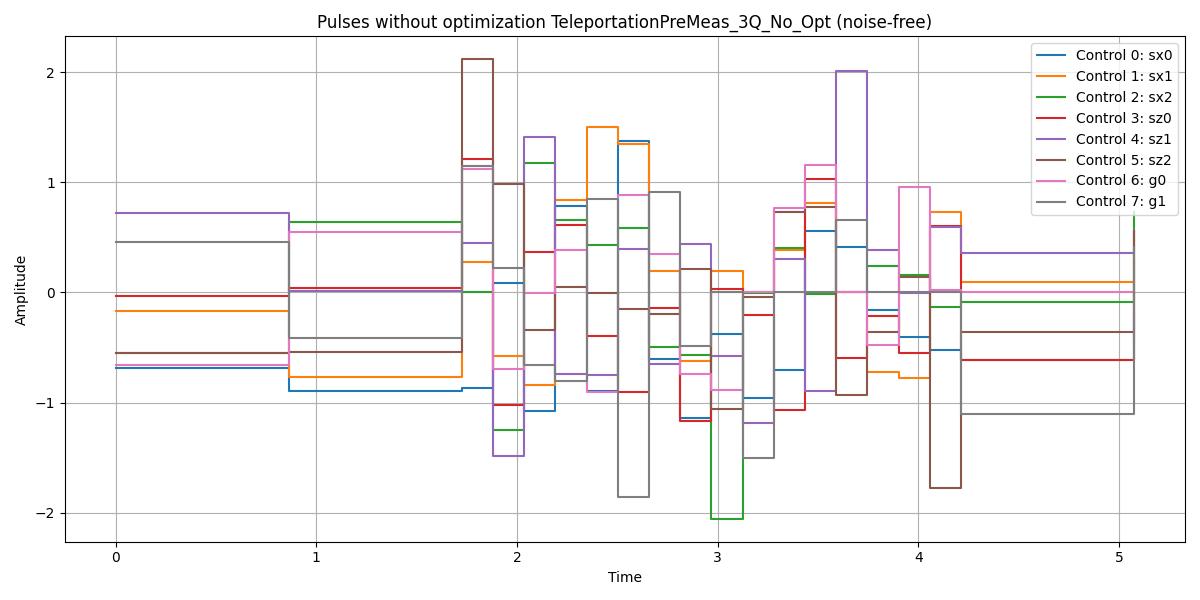 Pulses without optimization TeleportationPreMeas_3Q_No_Opt (noise-free)
Control 0: sx0
Control 1: sx1
Control 2: sx2
Control 3: sz0
Control 4: sz1
Control 5: sz2
Control 6: g0
Control 7: g1
Amplitude
2
1
0
−1
−2
0
1
2
3
4
5
Time